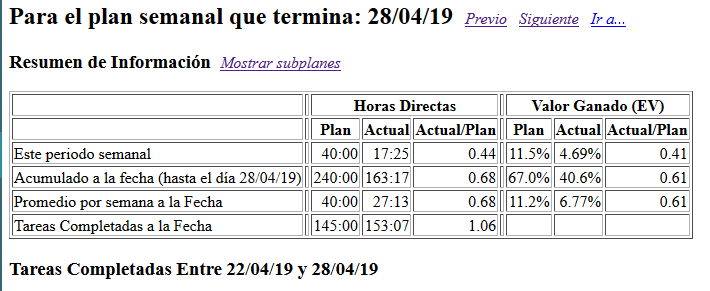 Para el plan semanal que termina: 28/04/19 Previo Siguiente Ir a...
Resumen de Información Mostrar subplanes
Horas Directas Valor Ganado (EV)
Plan Actual Actual/Plan Plan Actual Actual/Plan
Este periodo semanal 40:00 17:25 0.44 11.5% 4.69% 0.41
Acumulado a la fecha (hasta el día 28/04/19) 240:00 163:17 0.68 67.0% 40.6% 0.61
Promedio por semana a la Fecha 40:00 27:13 0.68 11.2% 6.77% 0.61
Tareas Completadas a la Fecha 145:00 153:07 1.06
Tareas Completadas Entre 22/04/19 y 28/04/19